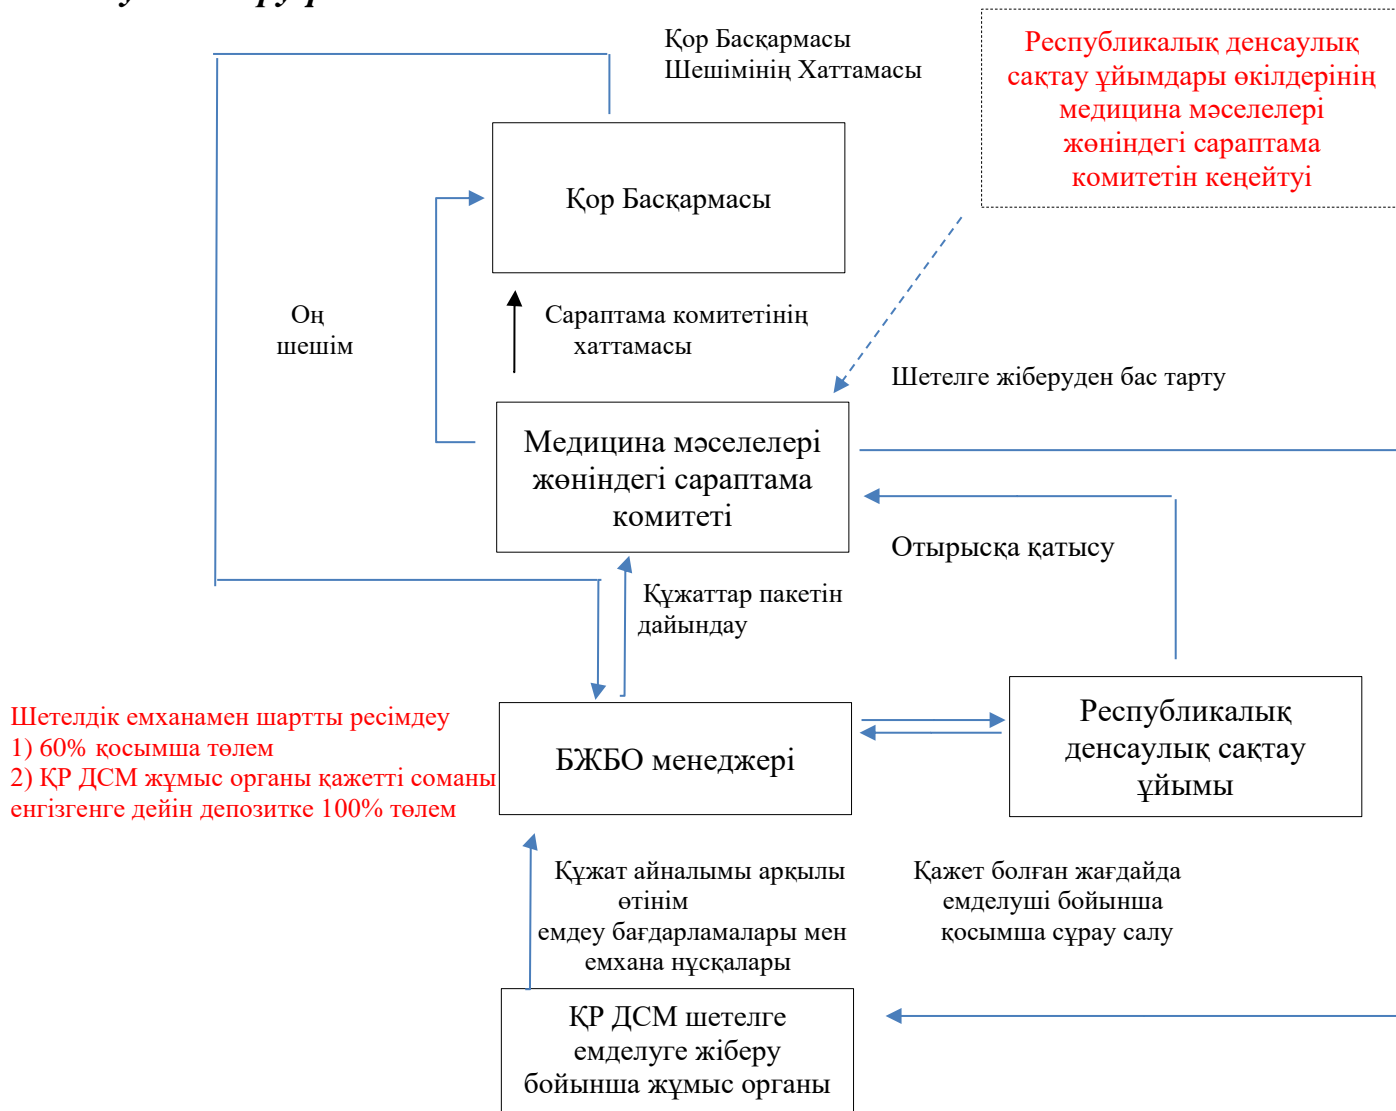 Қор Басқармасы
Шешімінің Хаттамасы
Республикалық денсаулық
сақтау ұйымдары өкілдерінің
медицина мәселелері
жөніндегі сараптама
комитетін кеңейтуі
Қор Басқармасы
Оң
шешім
Сараптама комитетінің
хаттамасы
Шетелге жіберуден бас тарту
Медицина мәселелері
жөніндегі сараптама
комитеті
Отырысқа қатысу
Құжаттар пакетін
дайындау
Шетелдік емханамен шартты ресімдеу
1) 60% қосымша төлем
2) ҚР ДСМ жұмыс органы қажетті соманы
енгізгенге дейін депозитке 100% төлем
БЖБО менеджері
Республикалық
денсаулық сақтау
ұйымы
Құжат айналымы арқылы
өтінім
емдеу бағдарламалары мен
емхана нұсқалары
Қажет болған жағдайда
емделуші бойынша
қосымша сұрау салу
ҚР ДСМ шетелге
емделуге жіберу
бойынша жұмыс органы